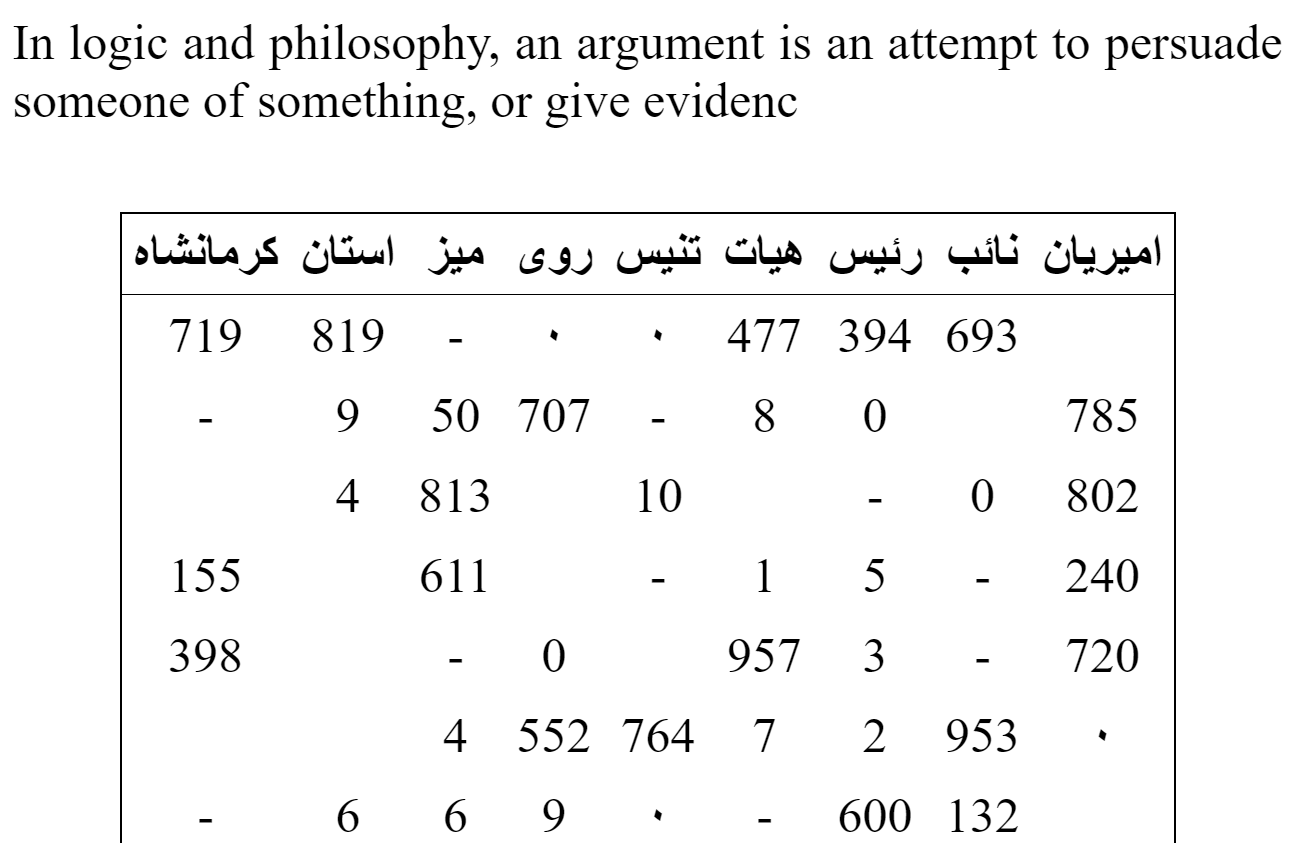 In logic and philosophy, an argument is an attempt to persuade
someone of something, or give evidenc
امیریان نائب رئیس هیات تنیس روی میز استان کرمانشاه
693 394 477 ۰ ۰ - 819 719
785 0 8 - 707 50 9 -
802 0 - 10 813 4
240 - 5 1 - 611 155
720 - 3 957 0 - 398
۰ 953 2 7 764 552 4
132 600 - ۰ 9 6 6 -